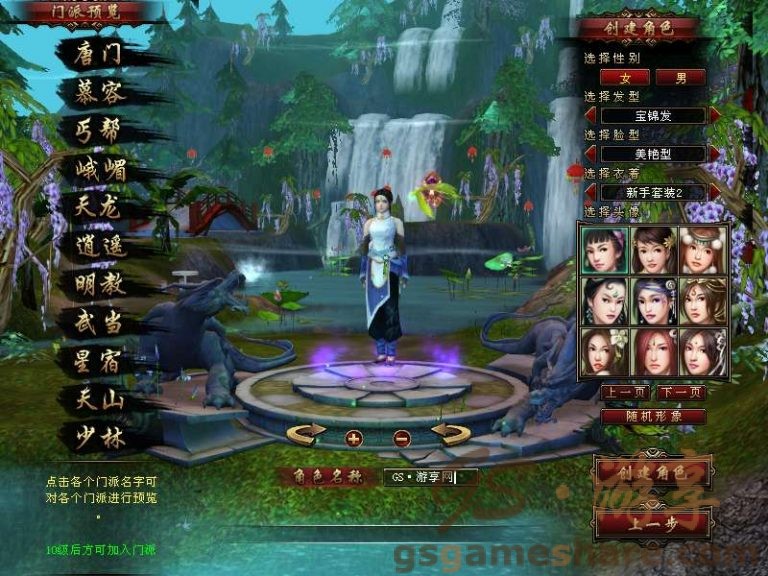 门派预览
唐门
慕容
丐帮
峨嵋
天龙
逍遥
明教
武当
星宿
天山
少林
点击各个门派名字可
对各个门派进行预览
。
10级后方可加入门派
角色名称
GS·游享网
创建角色
选择性别
女 男
选择发型
宝锦发
选择脸型
美艳型
选择衣着
新手套装2
选择头像
上一页 下一页
随机形象
创建角色
上一步
·游享
gsgameshare.com